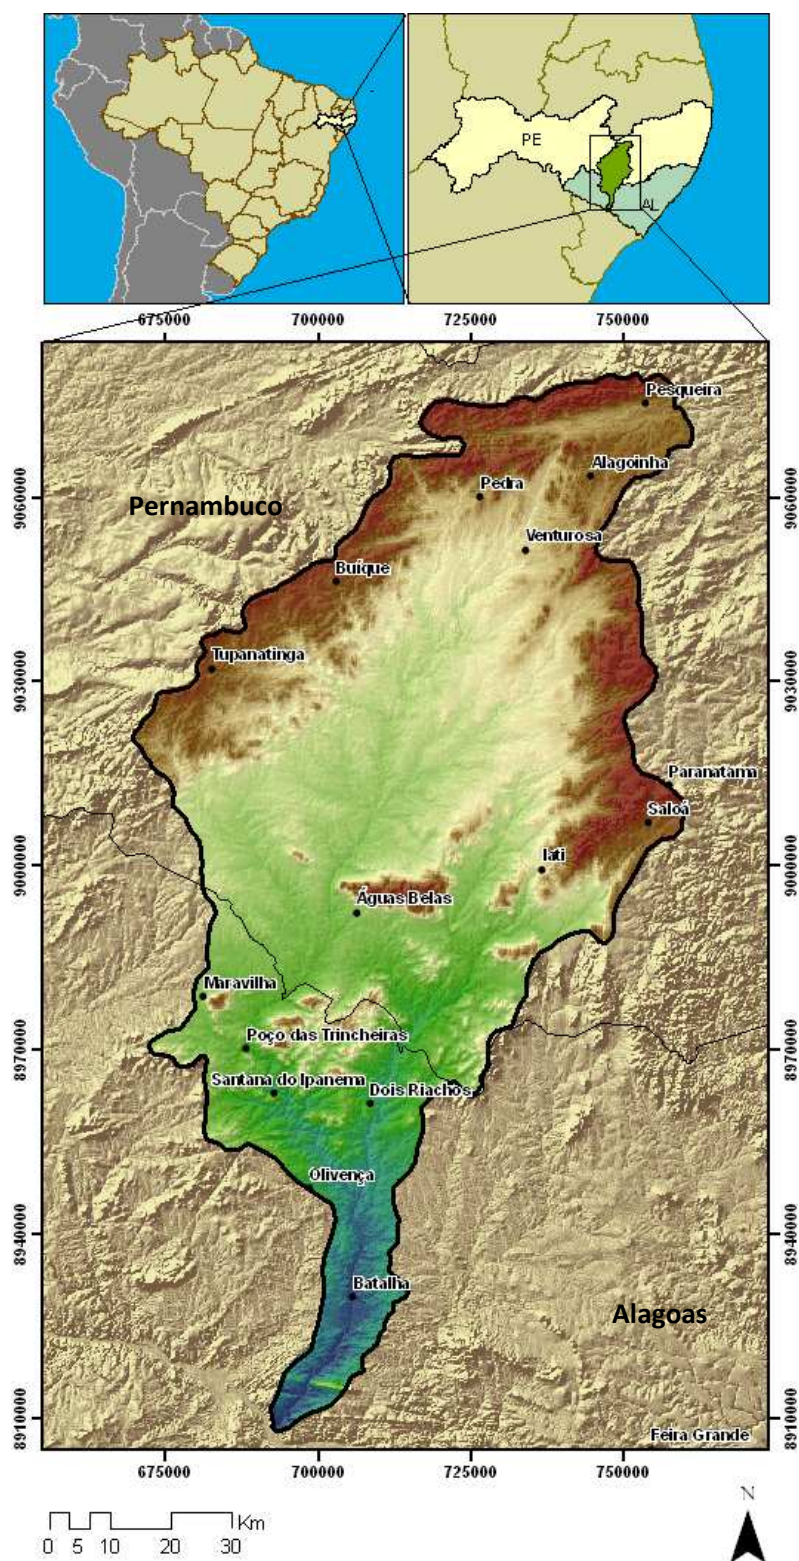 PE
AL
675000 700000 725000 750000
Pesqueira
Alagoinha
Pedra
Pernambuco
Venturosa
Buíque
Tupanatinga
Paranatama
Saloá
Iati
Águas Belas
Maravilha
Poço das Trincheiras
Santana do Ipanema
Dois Riachos
Olivença
Batalha
Alagoas
Feira Grande
9060000
9030000
9000000
8970000
8940000
8910000
9060000
9030000
9000000
8970000
8940000
8910000
675000 700000 725000 750000
N
Km
0 5 10 20 30